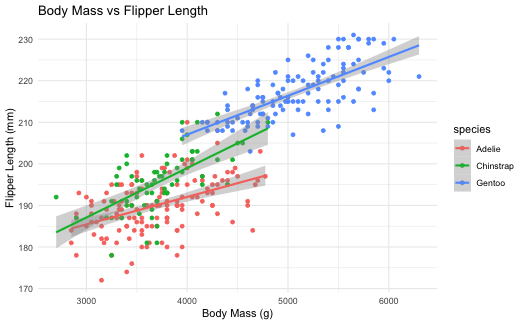 Body Mass vs Flipper Length
230
220
210
200
190
180
170
Flipper Length (mm)
3000 4000 5000 6000
Body Mass (g)
species
Adelie
Chinstrap
Gentoo